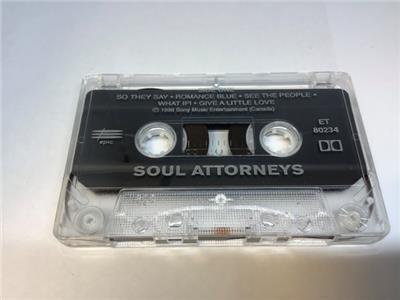 SO THEY SAY • ROMANCE BLUE • SEE THE PEOPLE •
WHAT IF! • GIVE A LITTLE LOVE
Ⓒ 1998 Sony Music Entertainment (Canada)
ET
80234
SOUL ATTORNEYS